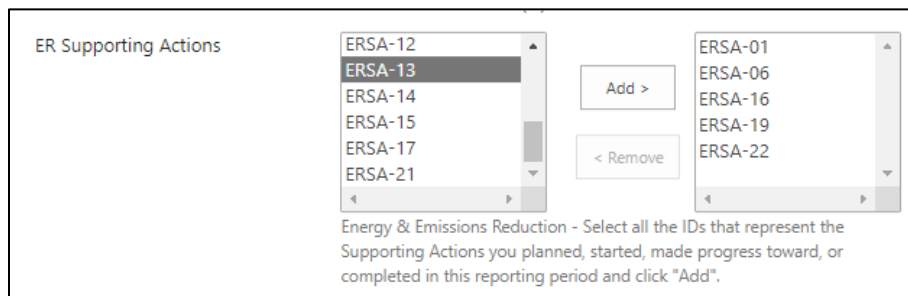 ER Supporting Actions
ERSA-12
ERSA-13
ERSA-14
ERSA-15
ERSA-17
ERSA-21
Add >
< Remove
ERSA-01
ERSA-06
ERSA-16
ERSA-19
ERSA-22
Energy & Emissions Reduction - Select all the IDs that represent the
Supporting Actions you planned, started, made progress toward, or
completed in this reporting period and click "Add".